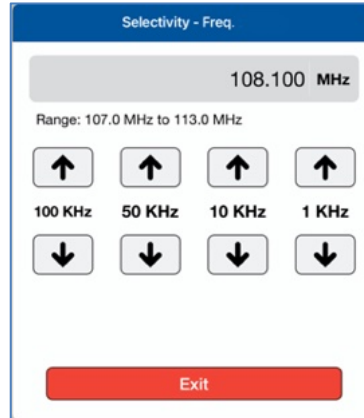 Selectivity - Freq.
108.100 MHz
Range: 107.0 MHz to 113.0 MHz
100 KHz 50 KHz 10 KHz 1 KHz
Exit